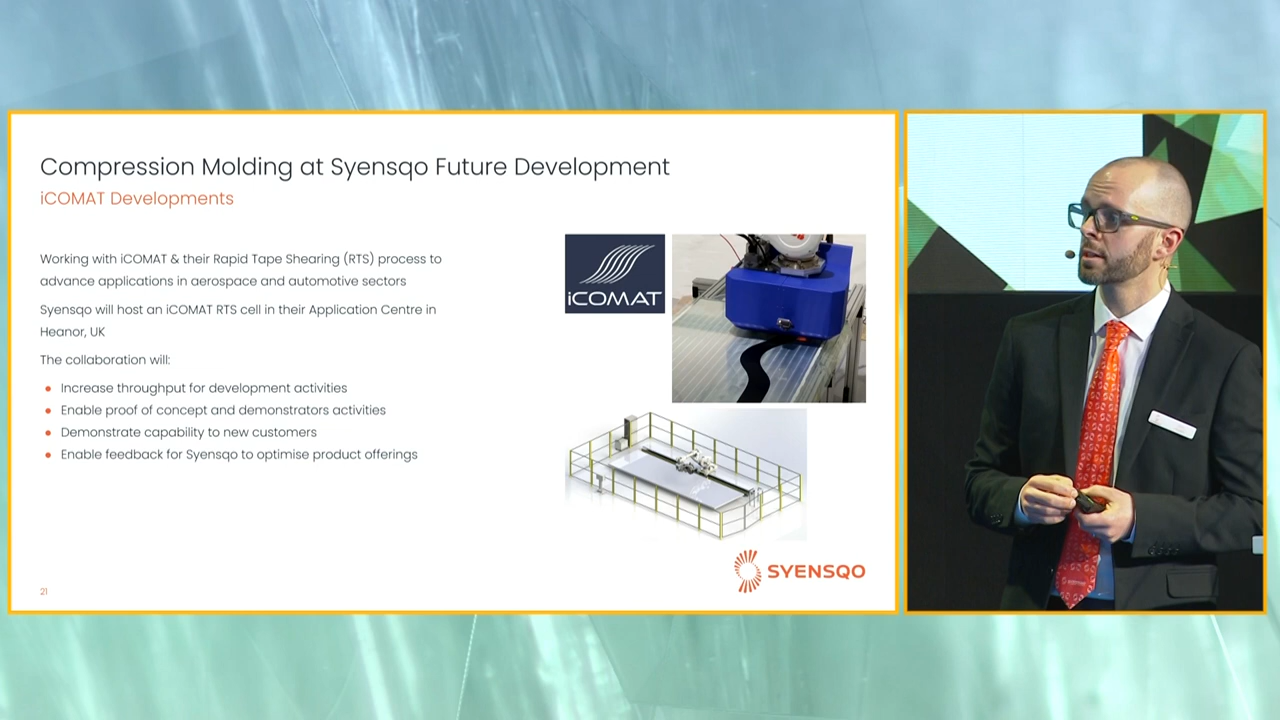 Compression Molding at Syensqo Future Development
iCOMAT Developments
Working with iCOMAT & their Rapid Tape Shearing (RTS) process to
advance applications in aerospace and automotive sectors
Syensqo will host an iCOMAT RTS cell in their Application Centre in
Heanor, UK
The collaboration will:
Increase throughput for development activities
Enable proof of concept and demonstrators activities
Demonstrate capability to new customers
Enable feedback for Syensqo to optimise product offerings
iCOMAT
SYENSQO
21